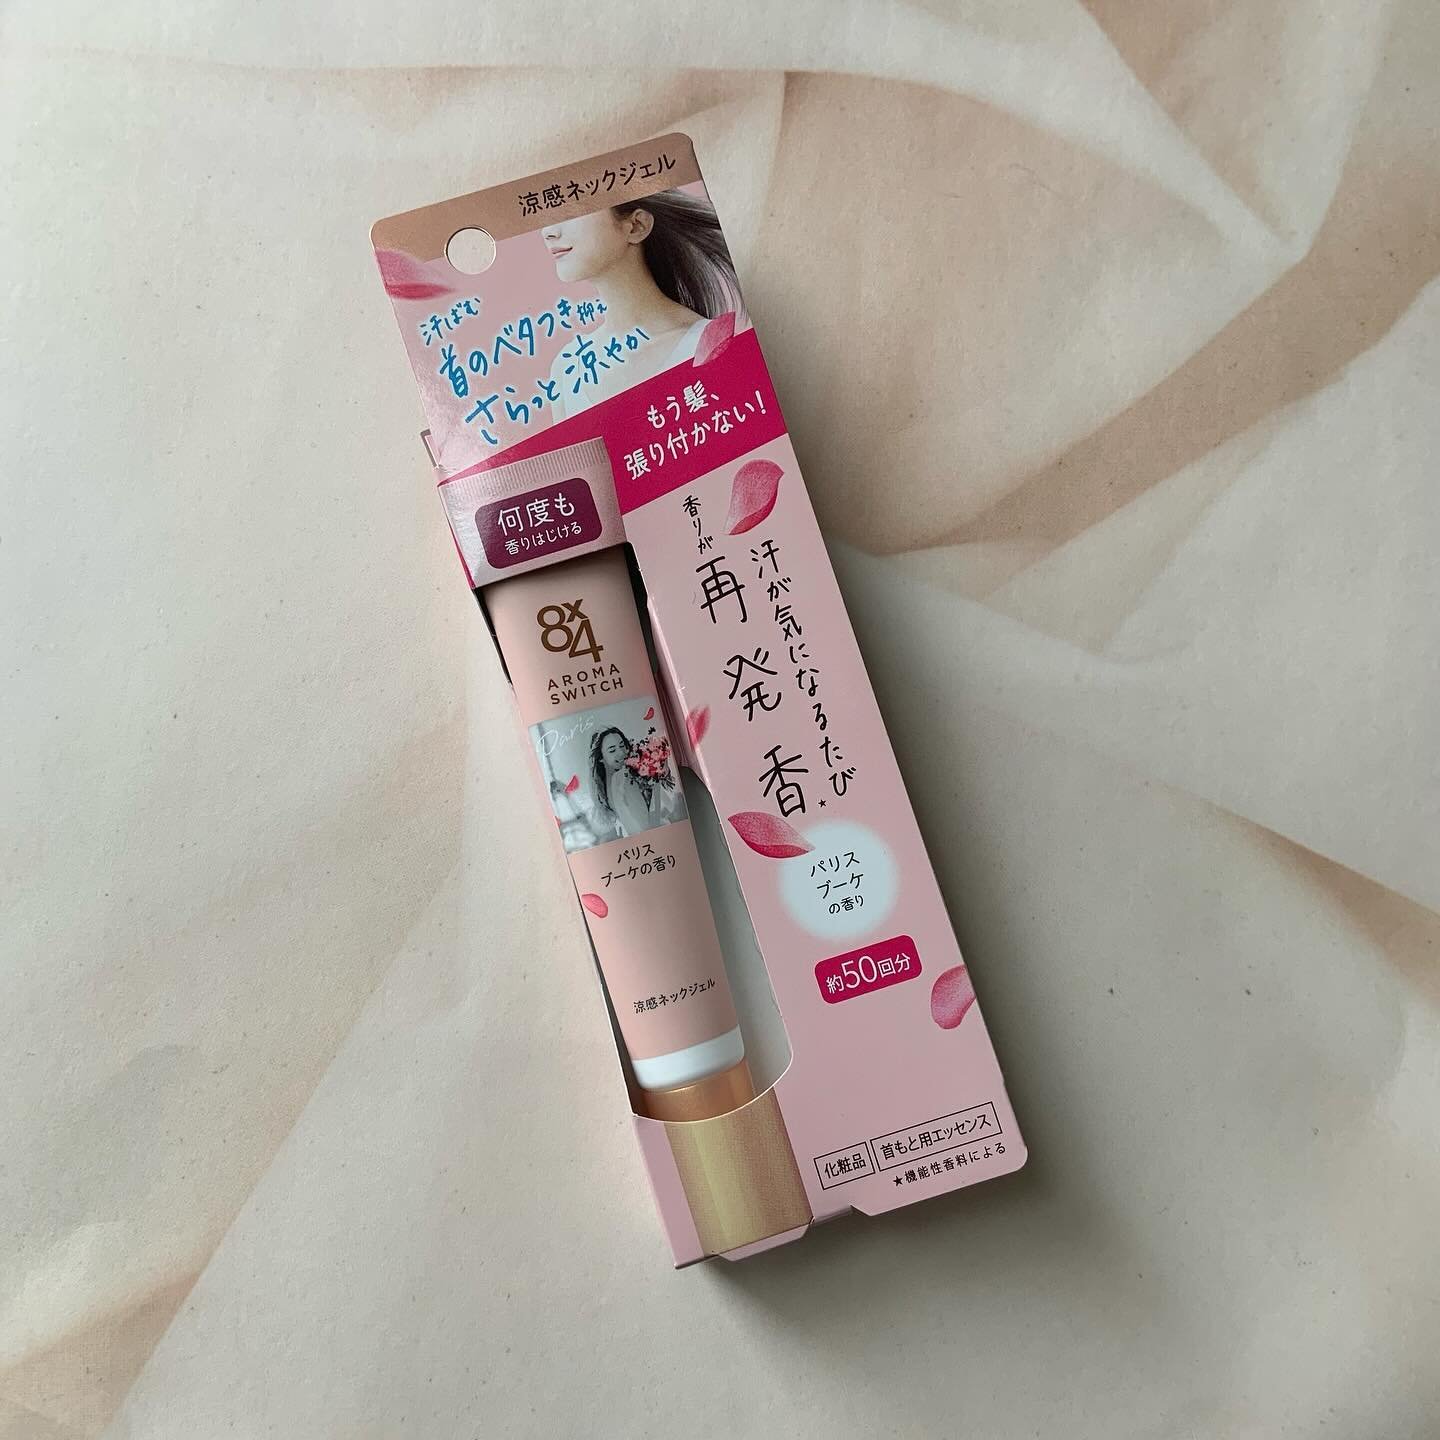 涼感ネックジェル
汗ばむ
首のベタつき抑え
さらっと涼やか
もう髪、
張り付かない!
何度も
香りはじける
汗が気になるたび
香りが
再発香★
8x4
AROMA
SWITCH
Paris
パリス
ブーケの香り
涼感ネックジェル
パリス
ブーケ
の香り
約50回分
化粧品 首もと用エッセンス
★機能性香料による